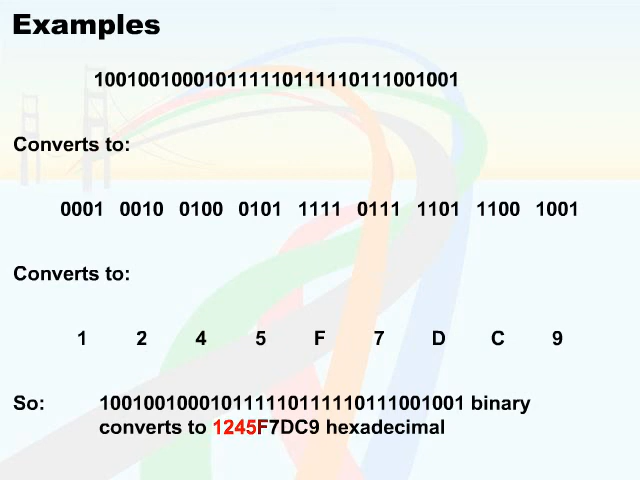 Examples
100100100010111110111110111001001
Converts to:
0001 0010 0100 0101 1111 0111 1101 1100 1001
Converts to:
1 2 4 5 F 7 D C 9
So: 100100100010111110111110111001001 binary
converts to 1245F7DC9 hexadecimal